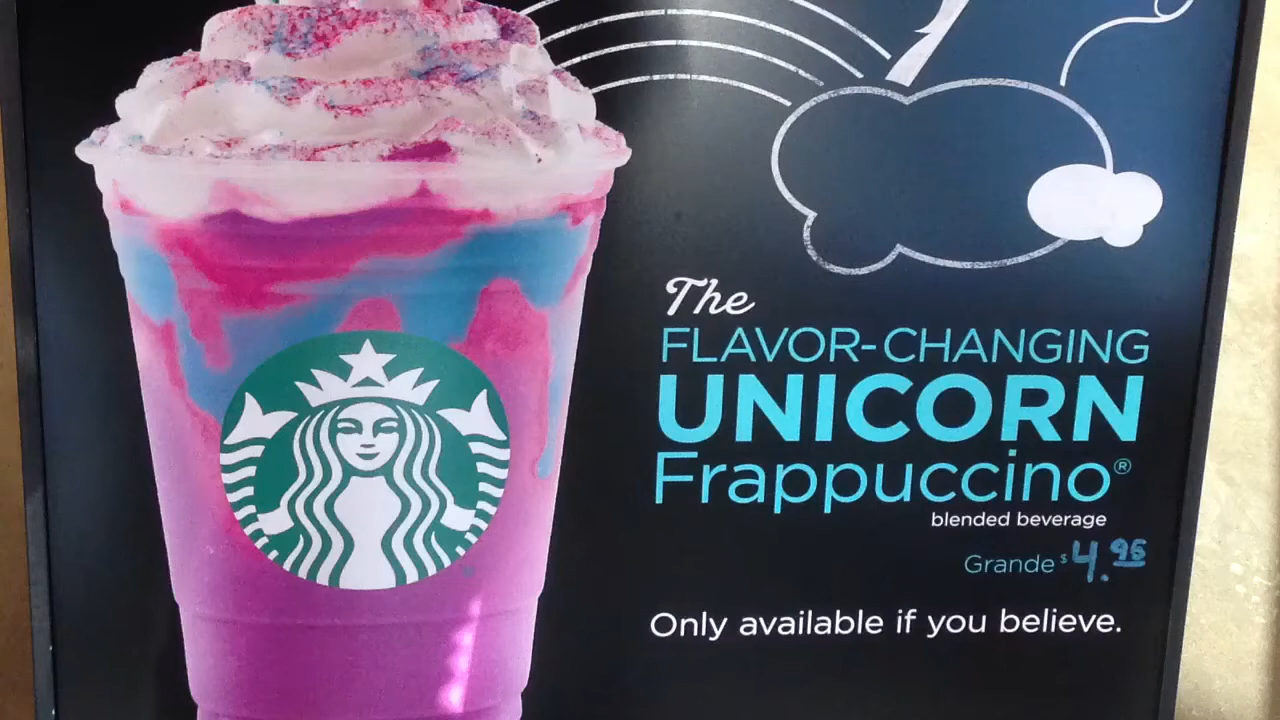 The
FLAVOR-CHANGING
UNICORN
Frappuccino®
blended beverage
Grande $4.95
Only available if you believe.